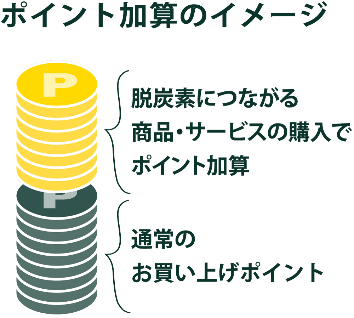 ポイント加算のイメージ
P
脱炭素につながる
商品・サービスの購入で
ポイント加算
P
通常の
お買い上げポイント